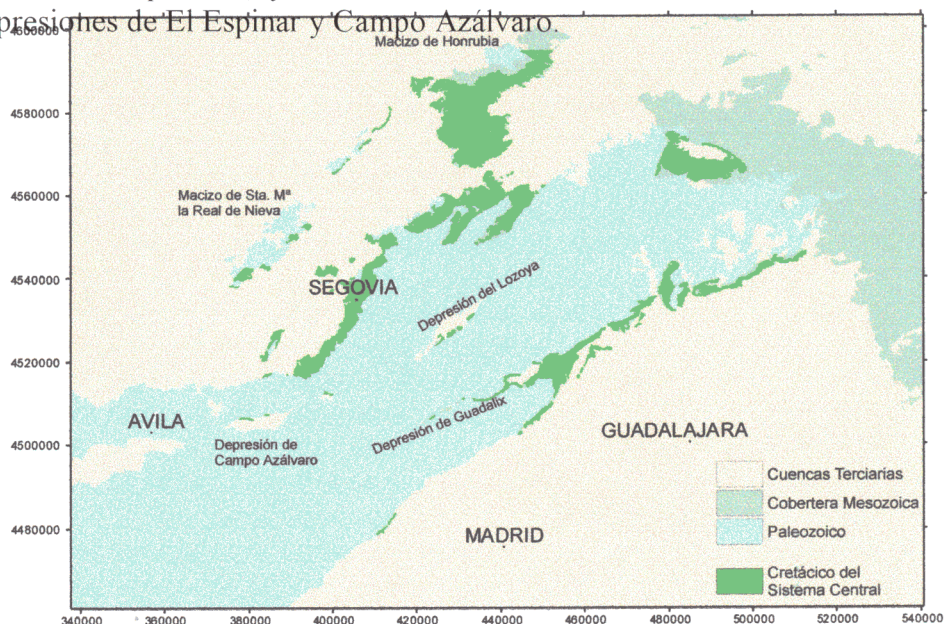 presiones de El Espinar y Campo Azálvaro.
4600000
Macizo de Honrubia
4580000
4560000
Macizo de Sta. Mª
la Real de Nieva
4540000
SEGOVIA
Depresión del Lozoya
4520000
AVILA
Depresión de Guadalix
GUADALAJARA
4500000
Depresión de
Campo Azálvaro
Cuencas Terciarias
Cobertera Mesozoica
4480000
MADRID
Paleozoico
Cretácico del
Sistema Central
340000 360000 380000 400000 420000 440000 460000 480000 500000 520000 540000